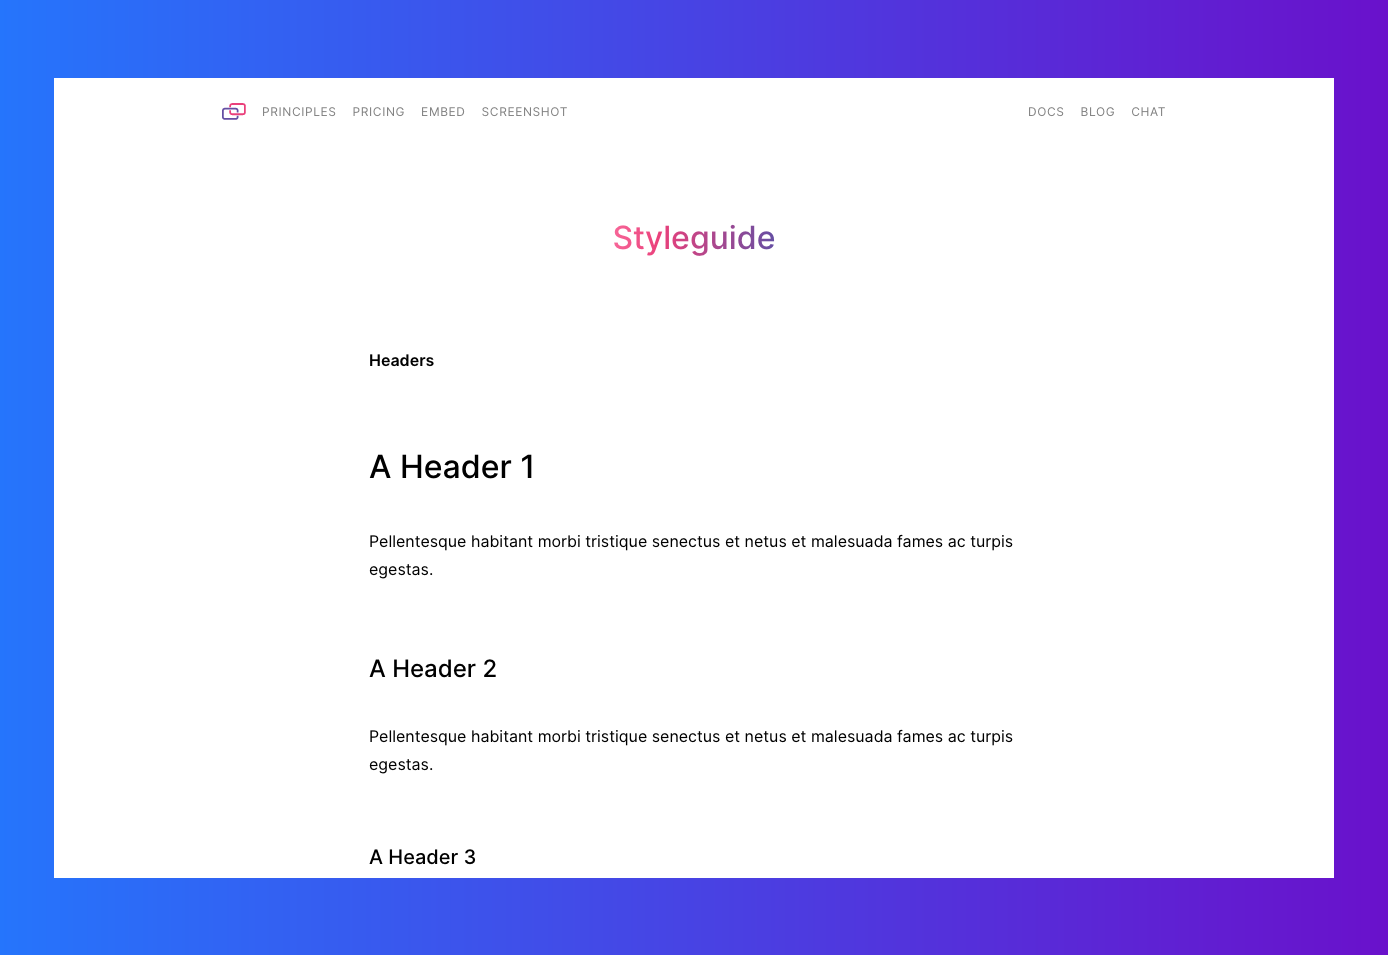 PRINCIPLES PRICING EMBED SCREENSHOT DOCS BLOG CHAT
Styleguide
Headers
A Header 1
Pellentesque habitant morbi tristique senectus et netus et malesuada fames ac turpis
egestas.
A Header 2
Pellentesque habitant morbi tristique senectus et netus et malesuada fames ac turpis
egestas.
A Header 3